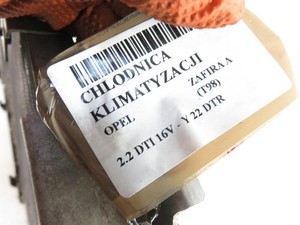 CHŁODNICA
KLIMATYZACJI
OPEL ZAFIRA A
(T98)
2.2 DTI 16V - Y 22 DTR